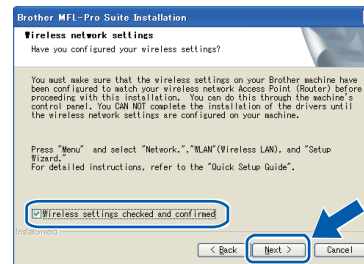 Brother MFL-Pro Suite Installation
Wireless network settings
Have you configured your wireless settings?
You must make sure that the wireless settings on your Brother machine have
been configured to match your wireless network Access Point (Router) before
proceeding with this installation. You can do this through the machine's
control panel. You CAN NOT complete the installation of the drivers until
the wireless network settings are configured on your machine.
Press "Menu" and select "Network.","WLAN"(Wireless LAN), and "Setup
Wizard."
For detailed instructions, refer to the "Quick Setup Guide".
Wireless settings checked and confirmed
InstallShield
< Back
Next >
Cancel